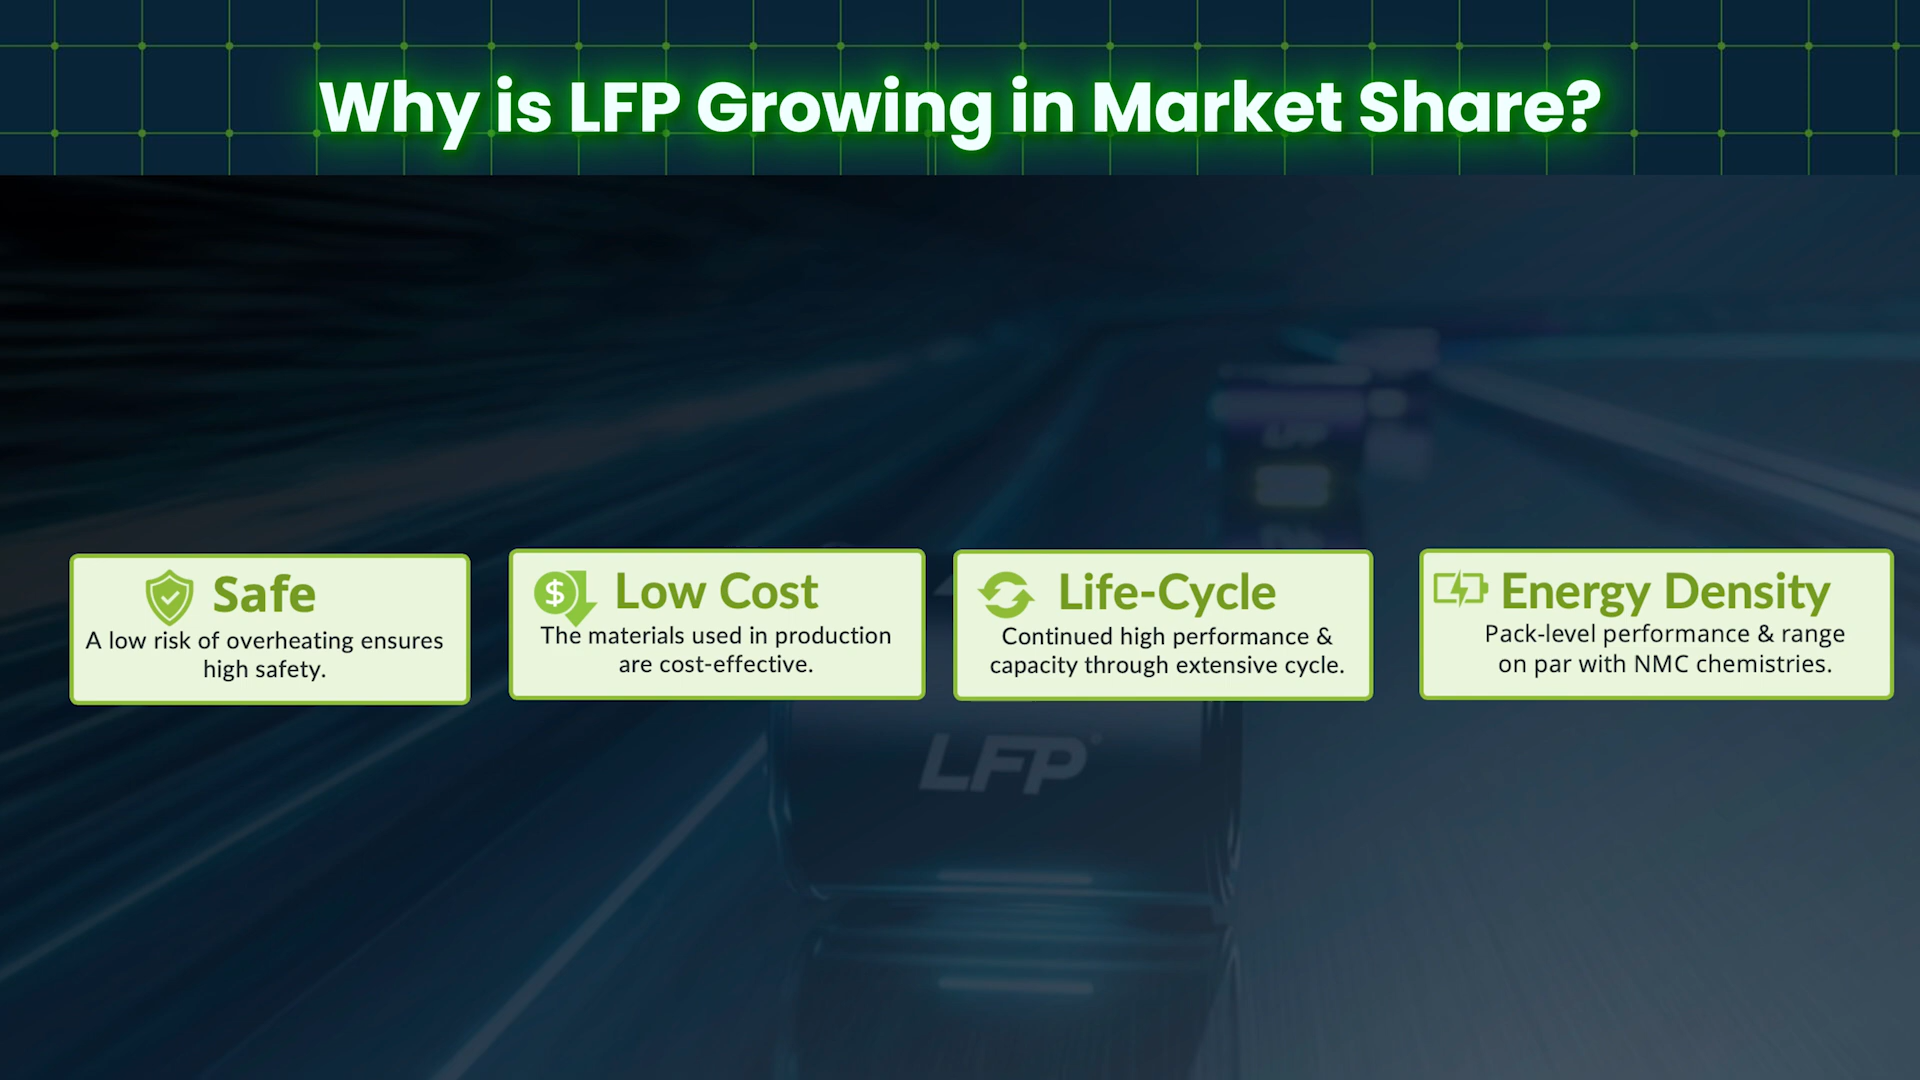 Why is LFP Growing in Market Share?
Safe
A low risk of overheating ensures
high safety.
Low Cost
The materials used in production
are cost-effective.
Life-Cycle
Continued high performance &
capacity through extensive cycle.
Energy Density
Pack-level performance & range
on par with NMC chemistries.
LFP
LFP